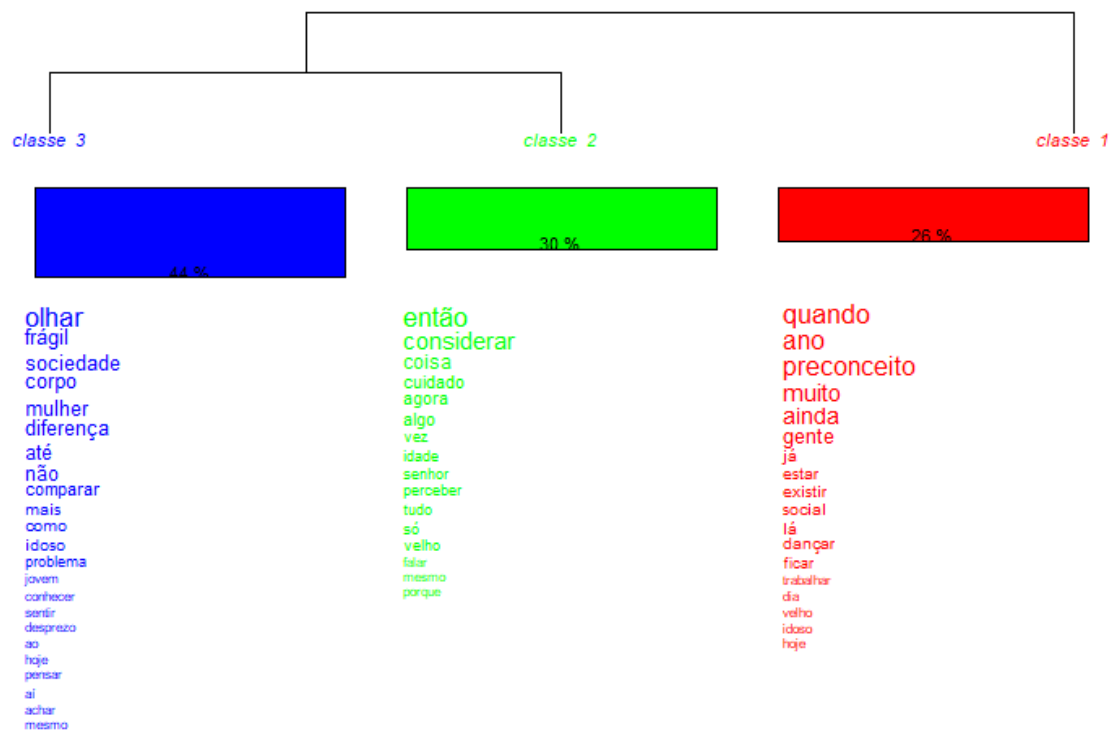 classe 3
classe 2
classe 1
44 %
30 %
26 %
olhar
frágil
sociedade
corpo
mulher
diferença
até
não
comparar
mais
como
idoso
problema
jovem
conhecer
sentir
desprezo
ao
hoje
pensar
aí
achar
mesmo
então
considerar
coisa
cuidado
agora
algo
vez
idade
senhor
perceber
tudo
só
velho
falar
mesmo
porque
quando
ano
preconceito
muito
ainda
gente
já
estar
existir
social
lá
dançar
ficar
trabalhar
dia
velho
idoso
hoje